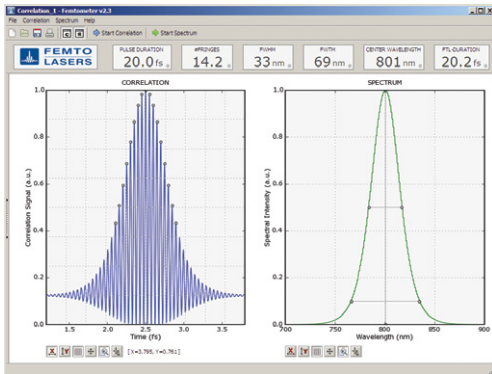 Correlation_1 - Femtometer v2.3
File Correlation Spectrum Help
Start Correlation Start Spectrum
FEMTO
LASERS
PULSE DURATION
20.0 fs
#FRINGES
14.2
FWHM
33 nm
FWTM
69 nm
CENTER WAVELENGTH
801 nm
FTL-DURATION
20.2 fs
CORRELATION
Correlation Signal (a.u.)
1.0
0.8
0.6
0.4
0.2
0.0
1.5 2.0 2.5 3.0 3.5
Time (fs)
[X=3.795, Y=0.761]
SPECTRUM
Spectral Intensity (a.u.)
1.0
0.8
0.6
0.4
0.2
0.0
700 750 800 850 900
Wavelength (nm)